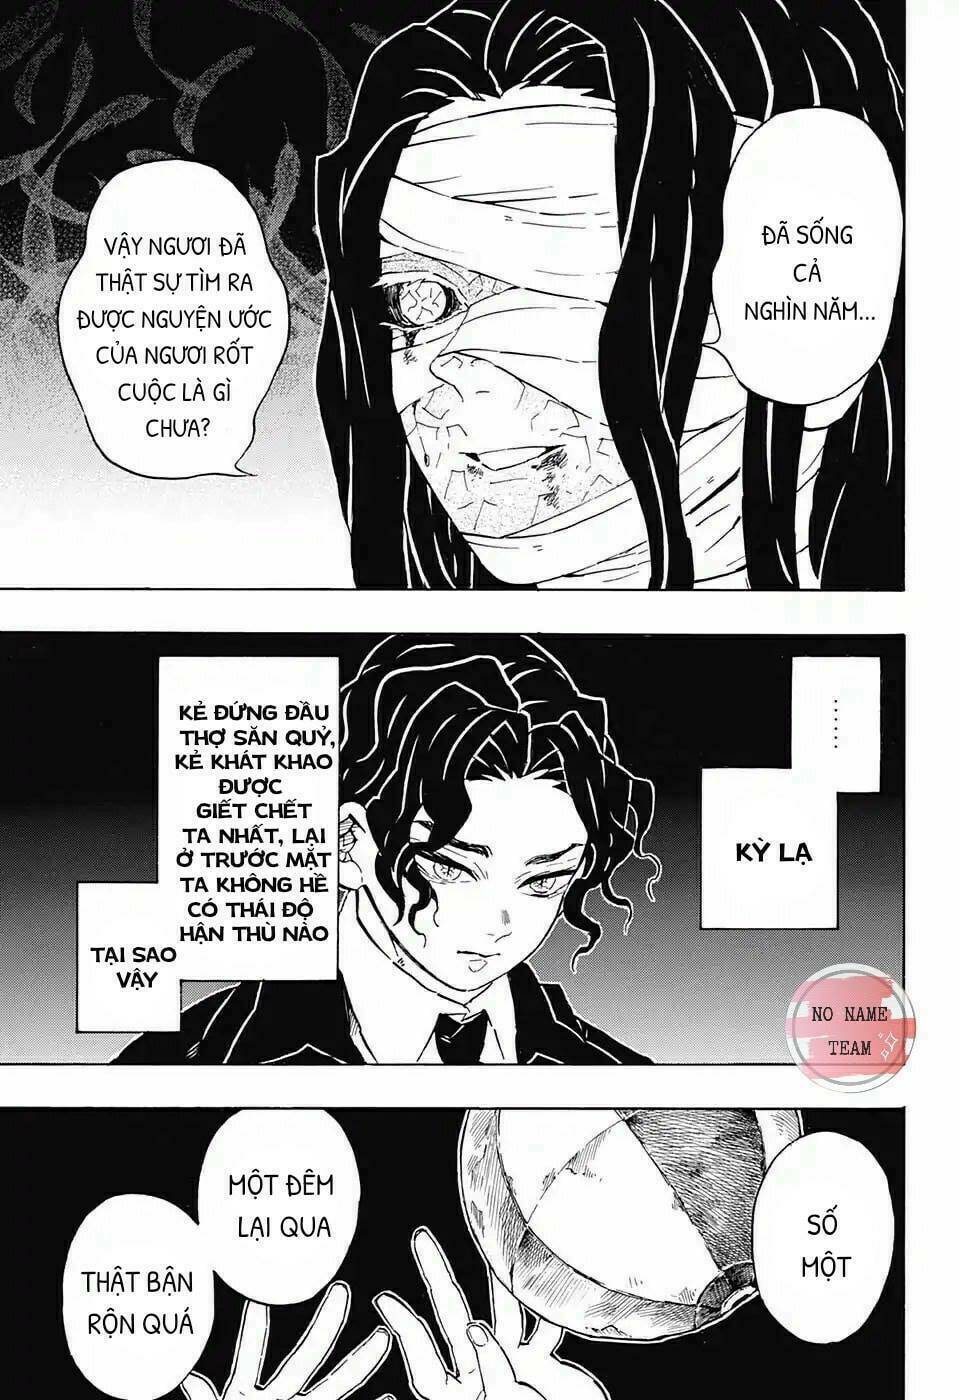 ĐÃ SỐNG
CẢ
NGHÌN NĂM...
VẬY NGƯƠI ĐÃ
THẬT SỰ TÌM RA
ĐƯỢC NGUYỆN ƯỚC
CỦA NGƯƠI RỐT
CUỘC LÀ GÌ
CHƯA?
........
KỲ LẠ
KẺ ĐỨNG ĐẦU
THỢ SĂN QUỶ,
KẺ KHÁT KHAO
ĐƯỢC
GIẾT CHẾT
TA NHẤT, LẠI
Ở TRƯỚC MẶT
TA KHÔNG HỀ
CÓ THÁI ĐỘ
HẬN THÙ NÀO
TẠI SAO
VẬY
NO NAME
TEAM
SỐ
MỘT
MỘT ĐÊM
LẠI QUA
THẬT BẬN
RỘN QUÁ